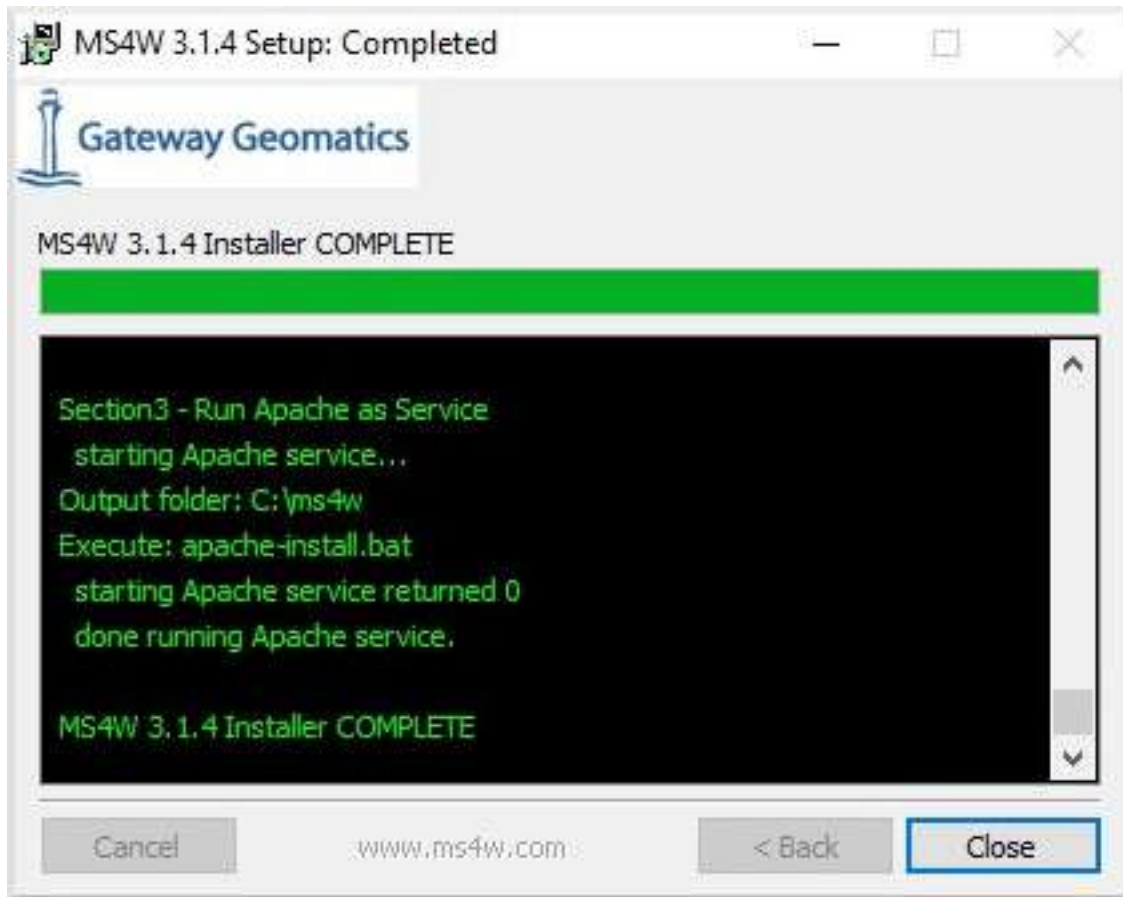 MS4W 3.1.4 Setup: Completed
Gateway Geomatics
MS4W 3.1.4 Installer COMPLETE
Section3 - Run Apache as Service
starting Apache service...
Output folder: C:\ms4w
Execute: apache-install.bat
starting Apache service returned 0
done running Apache service.
MS4W 3.1.4 Installer COMPLETE
Cancel www.ms4w.com < Back Close